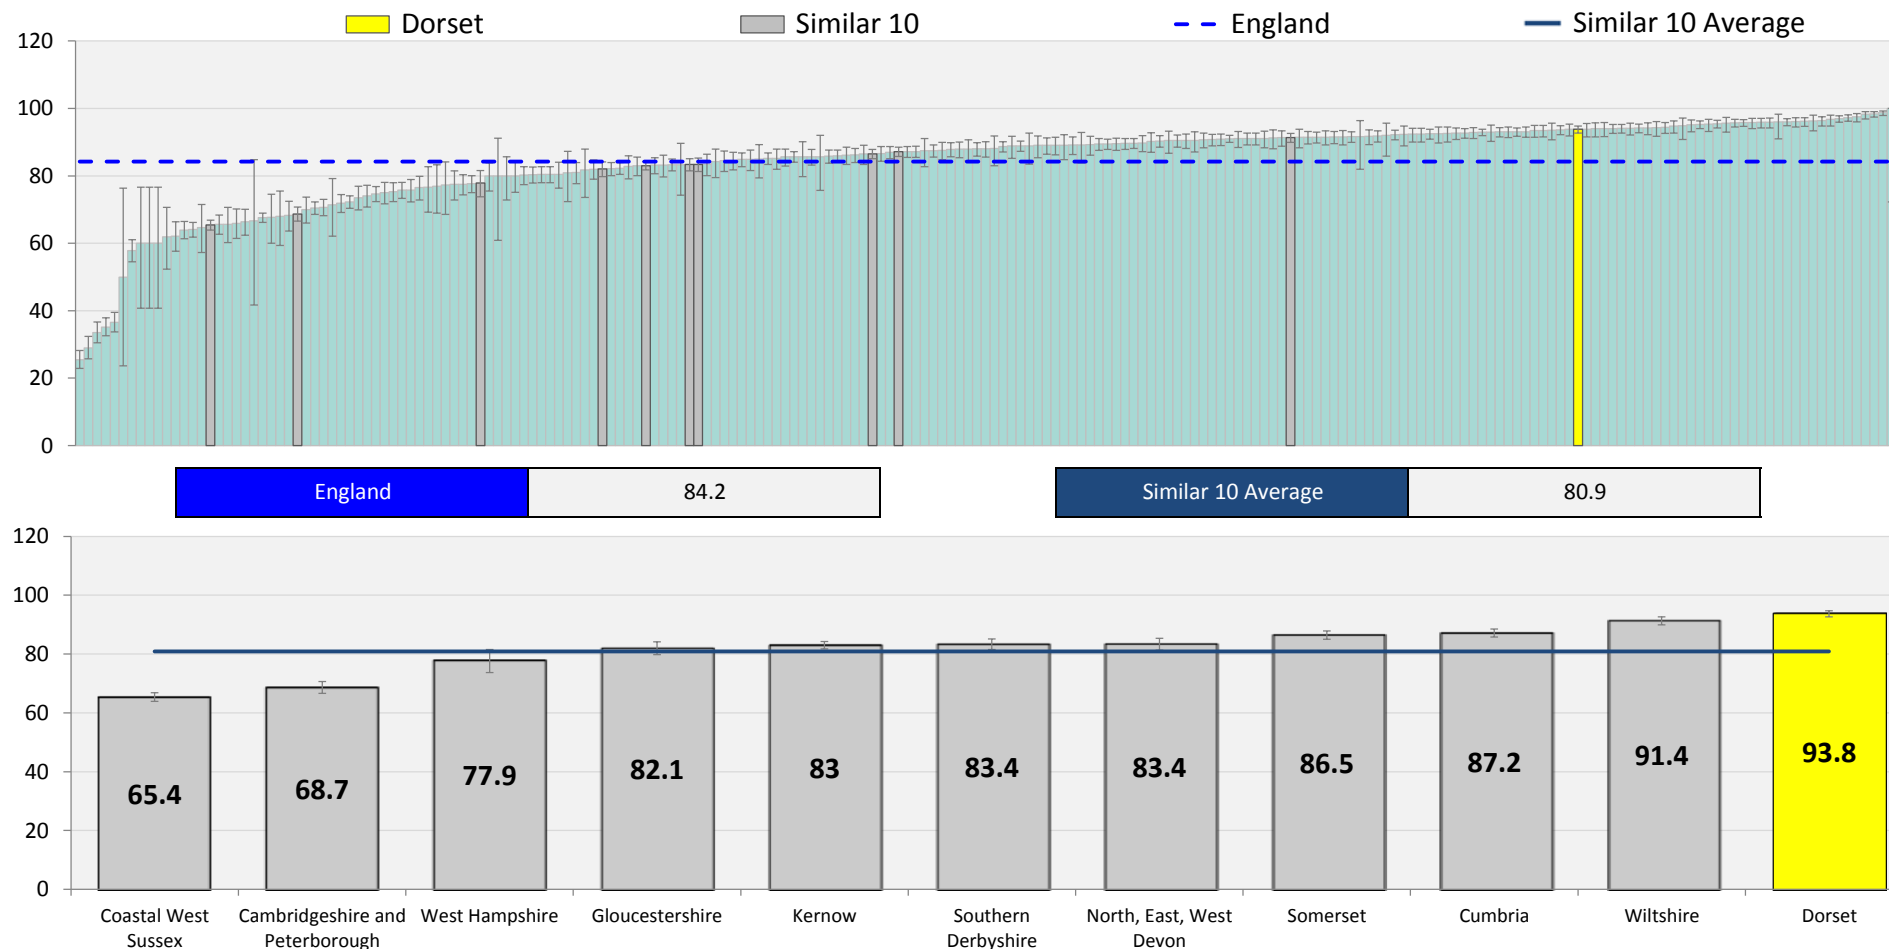 Dorset
Similar 10
England
Similar 10 Average
120
100
80
60
40
20
0
England
84.2
Similar 10 Average
80.9
120
100
80
60
40
20
0
65.4
68.7
77.9
82.1
83
83.4
83.4
86.5
87.2
91.4
93.8
Coastal West
Sussex
Cambridgeshire and
Peterborough
West Hampshire
Gloucestershire
Kernow
Southern
Derbyshire
North, East, West
Devon
Somerset
Cumbria
Wiltshire
Dorset